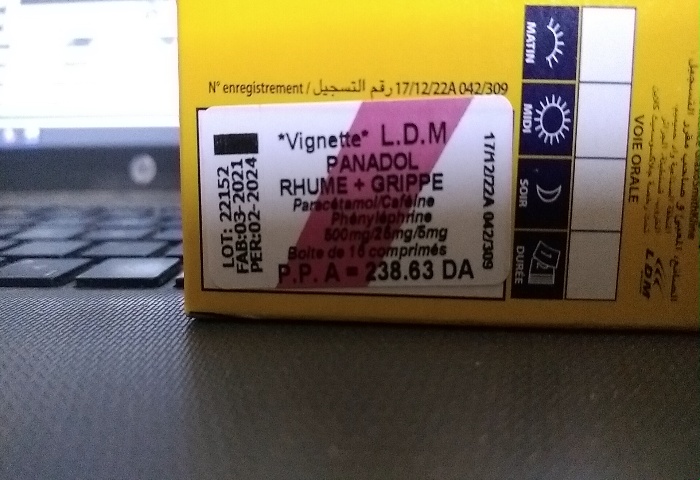 N° enregistrement / رقم التسجيل 17/12/22A 042/309
*Vignette* L.D.M
PANADOL
RHUME + GRIPPE
Paracétamol/Caféine
Phényléphrine
500mg/25mg/5mg
Boite de 16 comprimés
P.P.A = 238.63 DA
LOT: 22152
FAB:03-2021
PER:02-2024
17/12/22A 042/309
MATIN
MIDI
SOIR
DURÉE
VOIE ORALE
L.D.M